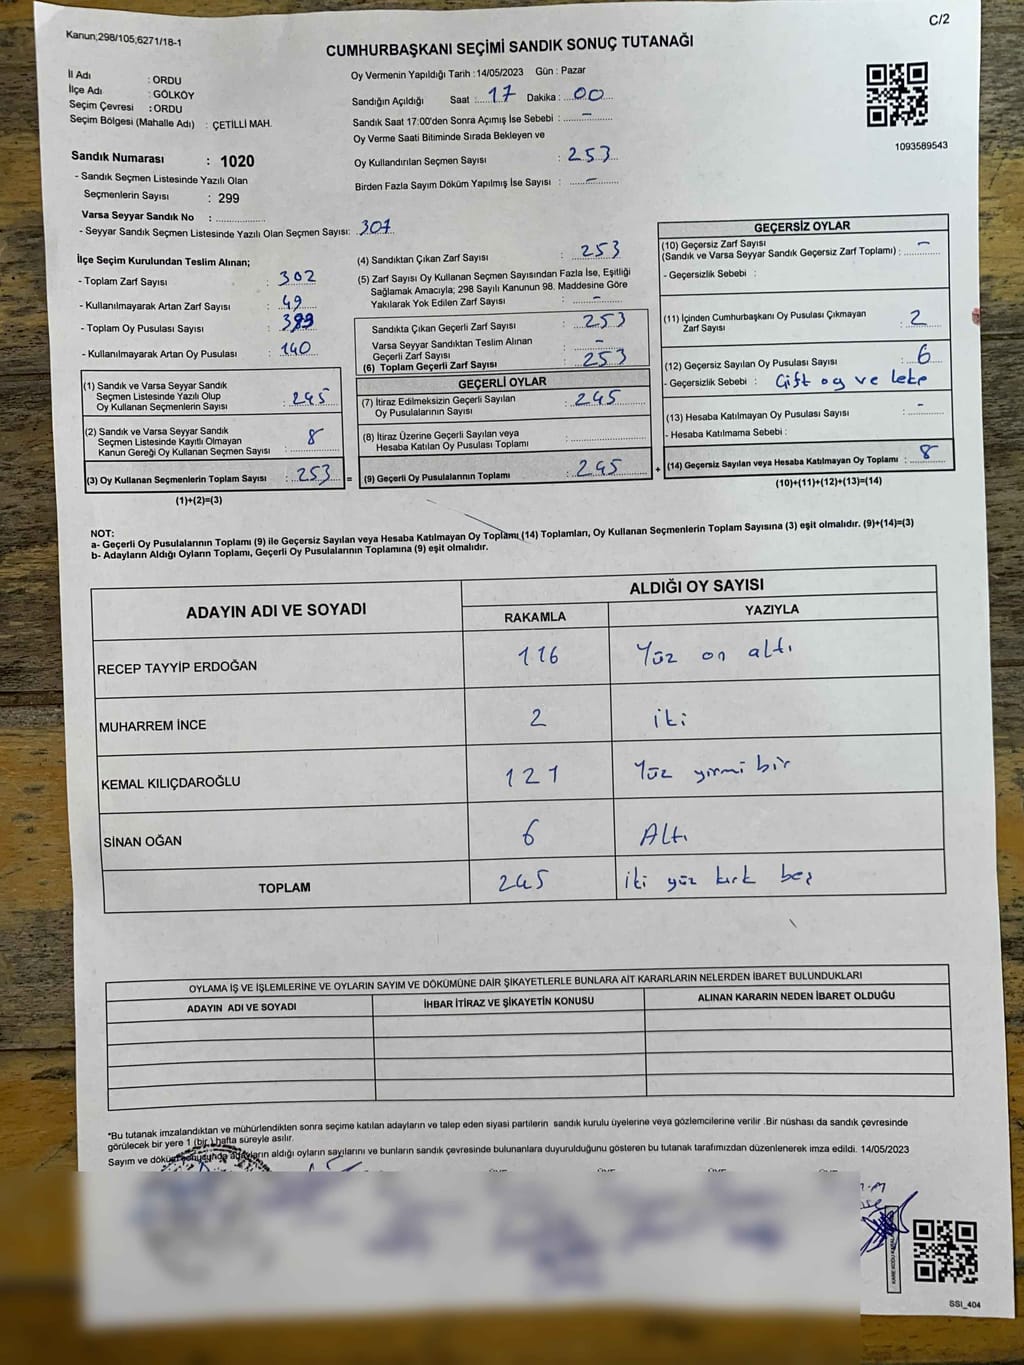 Kanun;298/105,6271/18-1
C/2
CUMHURBAŞKANI SEÇİMİ SANDIK SONUÇ TUTANAĞI
İl Adı : ORDU
İlçe Adı : GÖLKÖY
Seçim Çevresi : ORDU
Seçim Bölgesi (Mahalle Adı) : ÇETİLLİ MAH.
Sandık Numarası : 1020
- Sandık Seçmen Listesinde Yazılı Olan
Seçmenlerin Sayısı : 299
Varsa Seyyar Sandık No :
- Seyyar Sandık Seçmen Listesinde Yazılı Olan Seçmen Sayısı: 307
Oy Vermenin Yapıldığı Tarih :14/05/2023 Gün : Pazar
Sandığın Açıldığı Saat : 17 Dakika : 00
Sandık Saat 17:00'den Sonra Açımış İse Sebebi : -
Oy Verme Saati Bitiminde Sırada Bekleyen ve
Oy Kullandırılan Seçmen Sayısı : 253
Birden Fazla Sayım Döküm Yapılmış İse Sayısı : -
1093589543
İlçe Seçim Kurulundan Teslim Alınan;
- Toplam Zarf Sayısı : 302
- Kullanılmayarak Artan Zarf Sayısı : 49
- Toplam Oy Pusulası Sayısı :
- Kullanılmayarak Artan Oy Pusulası : 140
(1) Sandık ve Varsa Seyyar Sandık
Seçmen Listesinde Yazılı Olup
Oy Kullanan Seçmenlerin Sayısı : 245
(2) Sandık ve Varsa Seyyar Sandık
Seçmen Listesinde Kayıtlı Olmayan
Kanun Gereği Oy Kullanan Seçmen Sayısı : 8
(3) Oy Kullanan Seçmenlerin Toplam Sayısı : 253 =
(1)+(2)=(3)
(4) Sandıktan Çıkan Zarf Sayısı : 253
(5) Zarf Sayısı Oy Kullanan Seçmen Sayısından Fazla İse, Eşitliği
Sağlamak Amacıyla; 298 Sayılı Kanunun 98. Maddesine Göre
Yakılarak Yok Edilen Zarf Sayısı : -
Sandıkta Çıkan Geçerli Zarf Sayısı : 253
Varsa Seyyar Sandıktan Teslim Alınan
Geçerli Zarf Sayısı : -
(6) Toplam Geçerli Zarf Sayısı : 253
GEÇERLİ OYLAR
(7) İtiraz Edilmeksizin Geçerli Sayılan
Oy Pusulalarının Sayısı : 245
(8) İtiraz Üzerine Geçerli Sayılan veya
Hesaba Katılan Oy Pusulası Toplamı :
(9) Geçerli Oy Pusulalarının Toplamı : 245 +
GEÇERSİZ OYLAR
(10) Geçersiz Zarf Sayısı
(Sandık ve Varsa Seyyar Sandık Geçersiz Zarf Toplamı) : -
- Geçersizlik Sebebi :
(11) İçinden Cumhurbaşkanı Oy Pusulası Çıkmayan
Zarf Sayısı : 2
(12) Geçersiz Sayılan Oy Pusulası Sayısı : 6
- Geçersizlik Sebebi : Çift oy ve leke
(13) Hesaba Katılmayan Oy Pusulası Sayısı : -
- Hesaba Katılmama Sebebi :
(14) Geçersiz Sayılan veya Hesaba Katılmayan Oy Toplamı : 8
(10)+(11)+(12)+(13)=(14)
NOT:
a- Geçerli Oy Pusulalarının Toplamı (9) ile Geçersiz Sayılan veya Hesaba Katılmayan Oy Toplamı (14) Toplamları, Oy Kullanan Seçmenlerin Toplam Sayısına (3) eşit olmalıdır. (9)+(14)=(3)
b- Adayların Aldığı Oyların Toplamı, Geçerli Oy Pusulalarının Toplamına (9) eşit olmalıdır.
ADAYIN ADI VE SOYADI
ALDIĞI OY SAYISI
RAKAMLA YAZIYLA
RECEP TAYYİP ERDOĞAN 116 Yüz on altı
MUHARREM İNCE 2 iki
KEMAL KILIÇDAROĞLU 121 Yüz yirmi bir
SİNAN OĞAN 6 Altı
TOPLAM 245 iki yüz kırk beş
OYLAMA İŞ VE İŞLEMLERİNE VE OYLARIN SAYIM VE DÖKÜMÜNE DAİR ŞİKAYETLERLE BUNLARA AİT KARARLARIN NELERDEN İBARET BULUNDUKLARI
ADAYIN ADI VE SOYADI İHBAR İTİRAZ VE ŞİKAYETİN KONUSU ALINAN KARARIN NEDEN İBARET OLDUĞU
*Bu tutanak imzalandıktan ve mühürlendikten sonra seçime katılan adayların ve talep eden siyasi partilerin sandık kurulu üyelerine veya gözlemcilerine verilir .Bir nüshası da sandık çevresinde
görülecek bir yere 1 (bir ) hafta süreyle asılır.
Sayım ve döküm sonucunda adayların aldığı oyların sayılarını ve bunların sandık çevresinde bulunanlara duyurulduğunu gösteren bu tutanak tarafımızdan düzenlenerek imza edildi. 14/05/2023
SSI_404